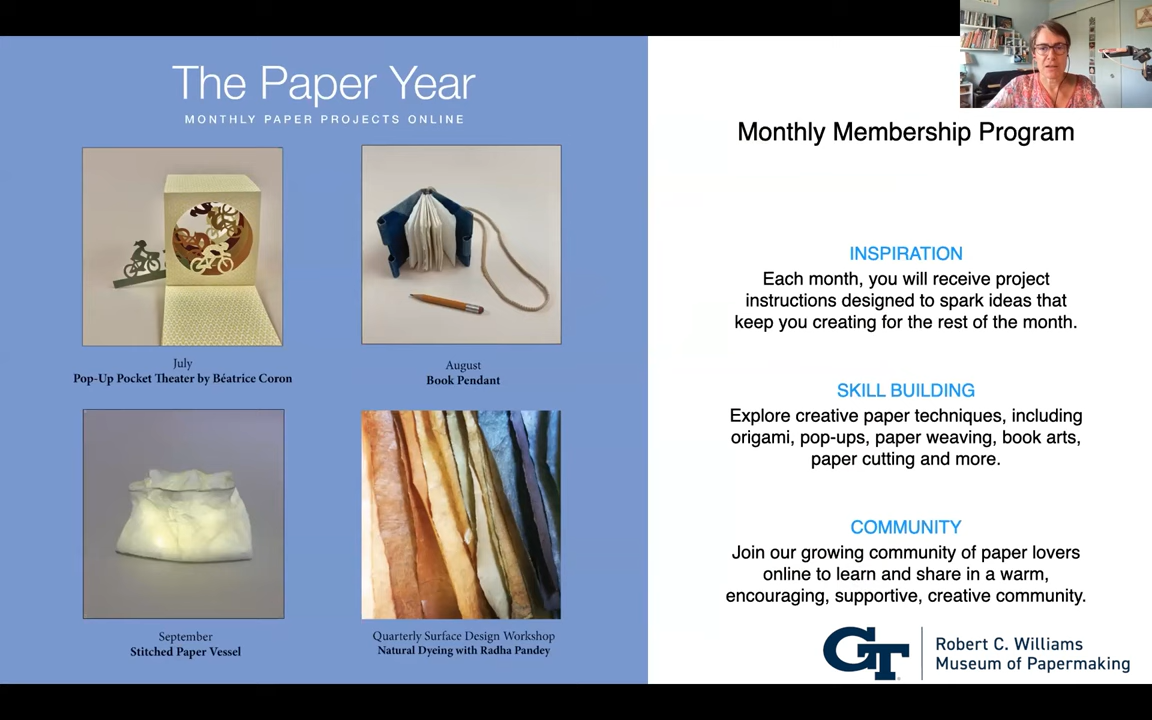 The Paper Year
MONTHLY PAPER PROJECTS ONLINE
July
Pop-Up Pocket Theater by Béatrice Coron
August
Book Pendant
September
Stitched Paper Vessel
Quarterly Surface Design Workshop
Natural Dyeing with Radha Pandey
Monthly Membership Program
INSPIRATION
Each month, you will receive project
instructions designed to spark ideas that
keep you creating for the rest of the month.
SKILL BUILDING
Explore creative paper techniques, including
origami, pop-ups, paper weaving, book arts,
paper cutting and more.
COMMUNITY
Join our growing community of paper lovers
online to learn and share in a warm,
encouraging, supportive, creative community.
GT
Robert C. Williams
Museum of Papermaking